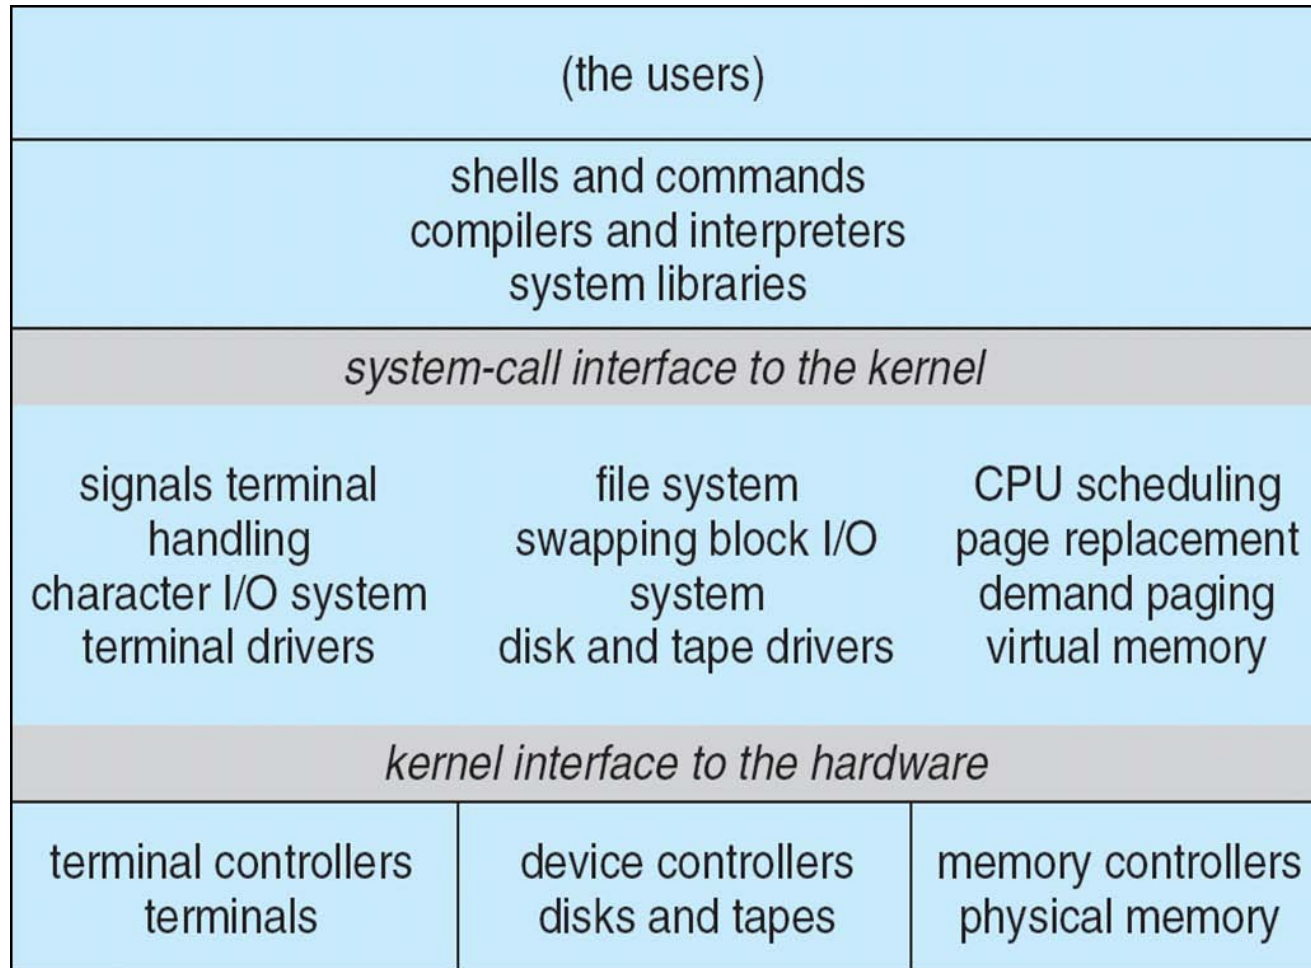 (the users)
shells and commands
compilers and interpreters
system libraries
system-call interface to the kernel
signals terminal
handling
character I/O system
terminal drivers
file system
swapping block I/O
system
disk and tape drivers
CPU scheduling
page replacement
demand paging
virtual memory
kernel interface to the hardware
terminal controllers
terminals
device controllers
disks and tapes
memory controllers
physical memory